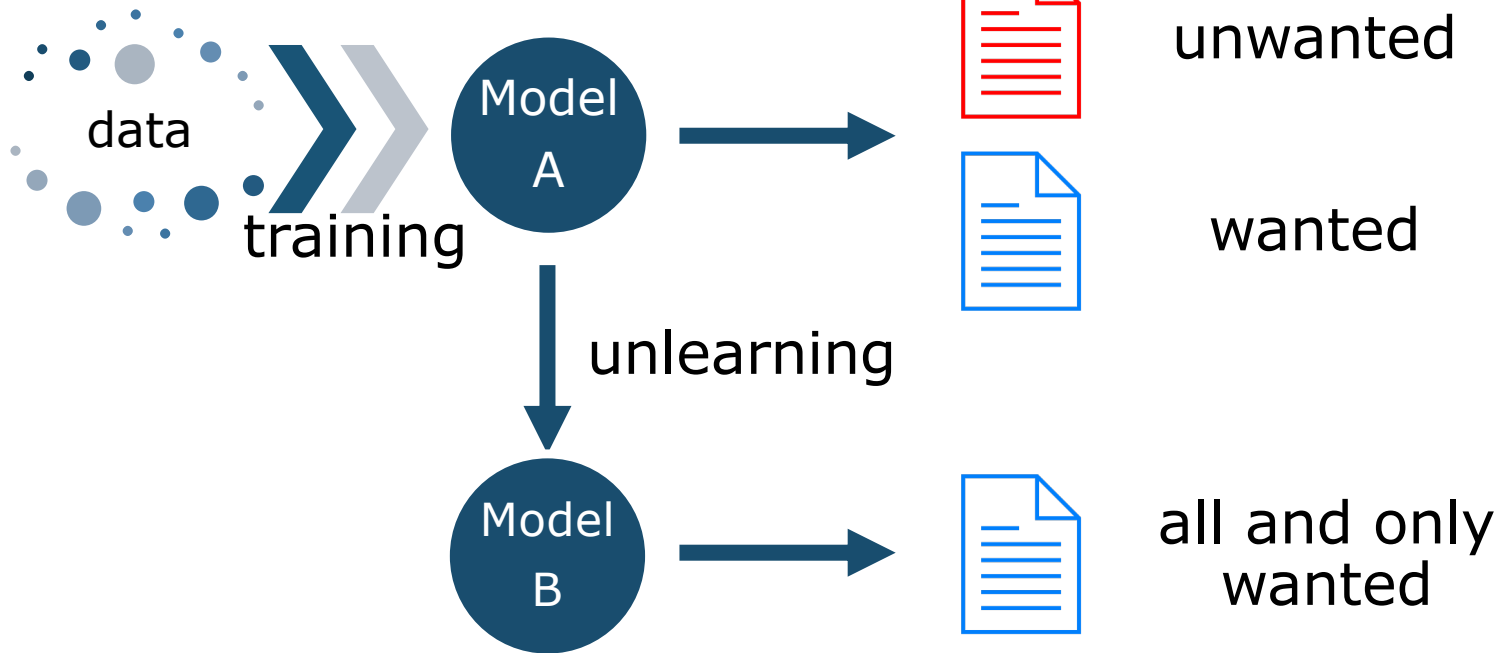 unwanted
data
Model
A
training
wanted
unlearning
Model
B
all and only
wanted